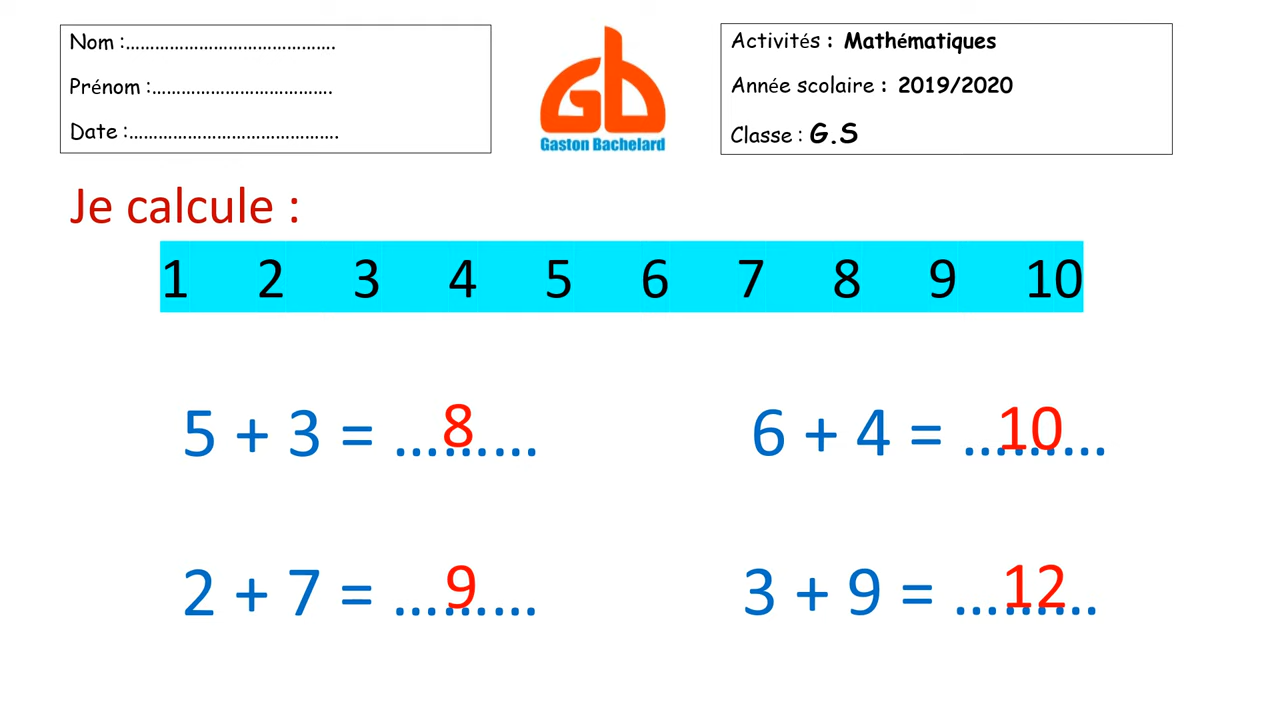 Nom :.............................................
Prénom :.......................................
Date :.............................................
Gb
Gaston Bachelard
Activités : Mathématiques
Année scolaire : 2019/2020
Classe : G.S
Je calcule :
1 2 3 4 5 6 7 8 9 10
5 + 3 = ...8......
6 + 4 = ...10......
2 + 7 = ...9......
3 + 9 = ...12......